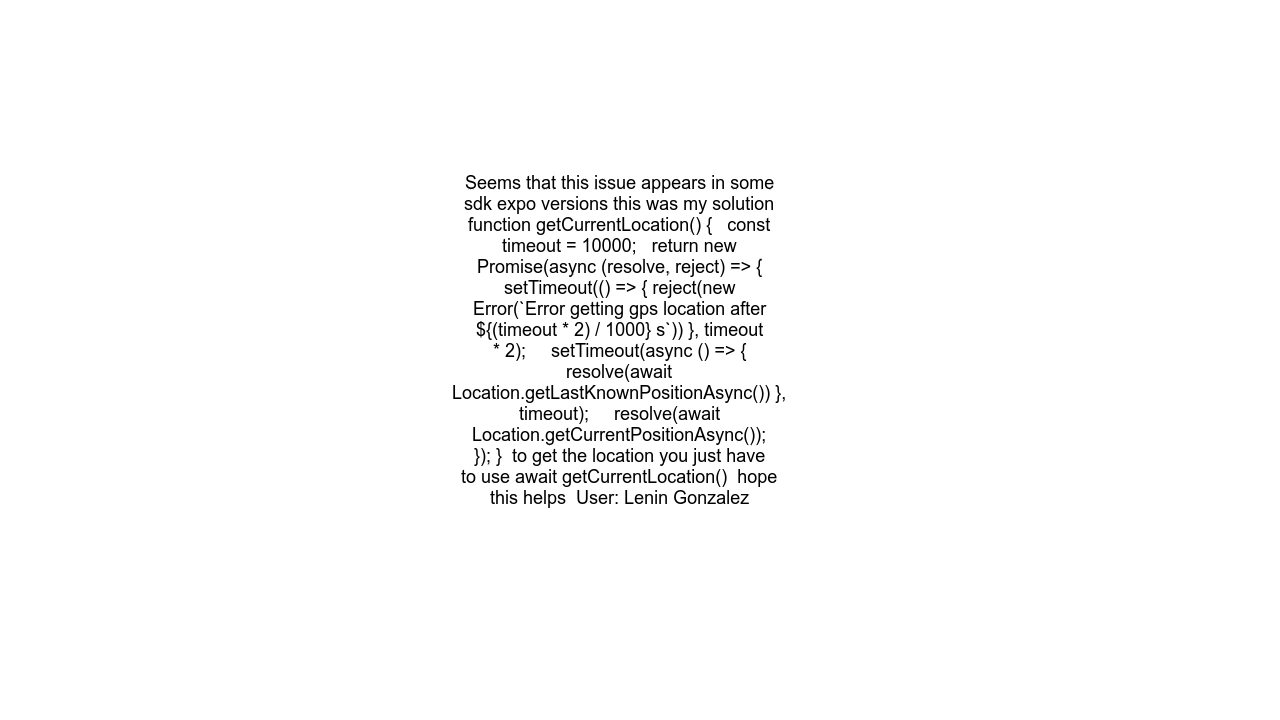 Seems that this issue appears in some
sdk expo versions this was my solution
function getCurrentLocation() {   const
timeout = 10000;   return new
Promise(async (resolve, reject) => {
setTimeout(() => { reject(new
Error(`Error getting gps location after
${(timeout * 2) / 1000} s`)) }, timeout
* 2);     setTimeout(async () => {
resolve(await
Location.getLastKnownPositionAsync()) },
timeout);     resolve(await
Location.getCurrentPositionAsync());
}); }  to get the location you just have
to use await getCurrentLocation()  hope
this helps  User: Lenin Gonzalez